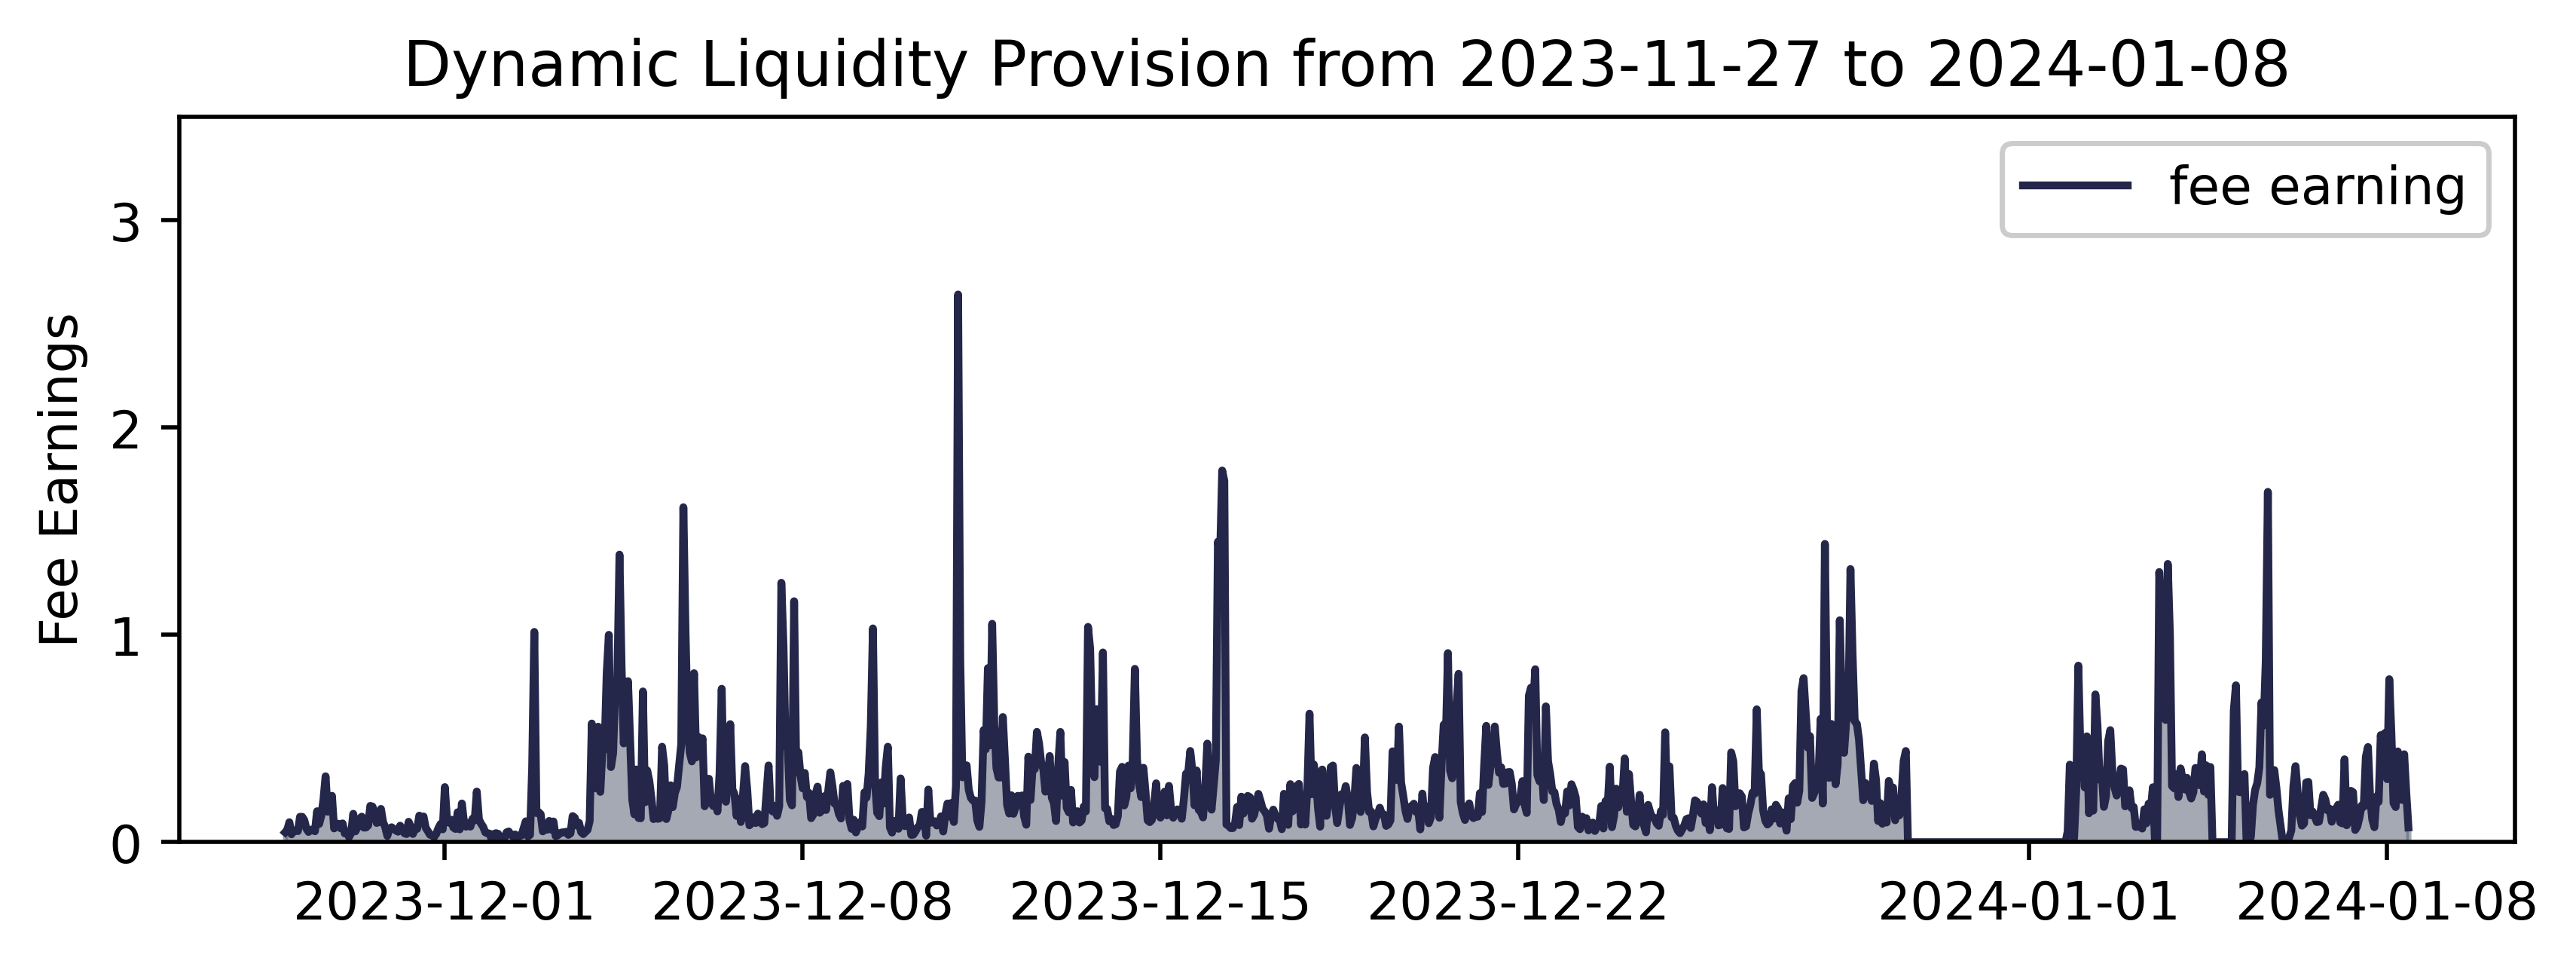 Dynamic Liquidity Provision from 2023-11-27 to 2024-01-08
fee earning
Fee Earnings
3
2
1
0
2023-12-01 2023-12-08 2023-12-15 2023-12-22 2024-01-01 2024-01-08